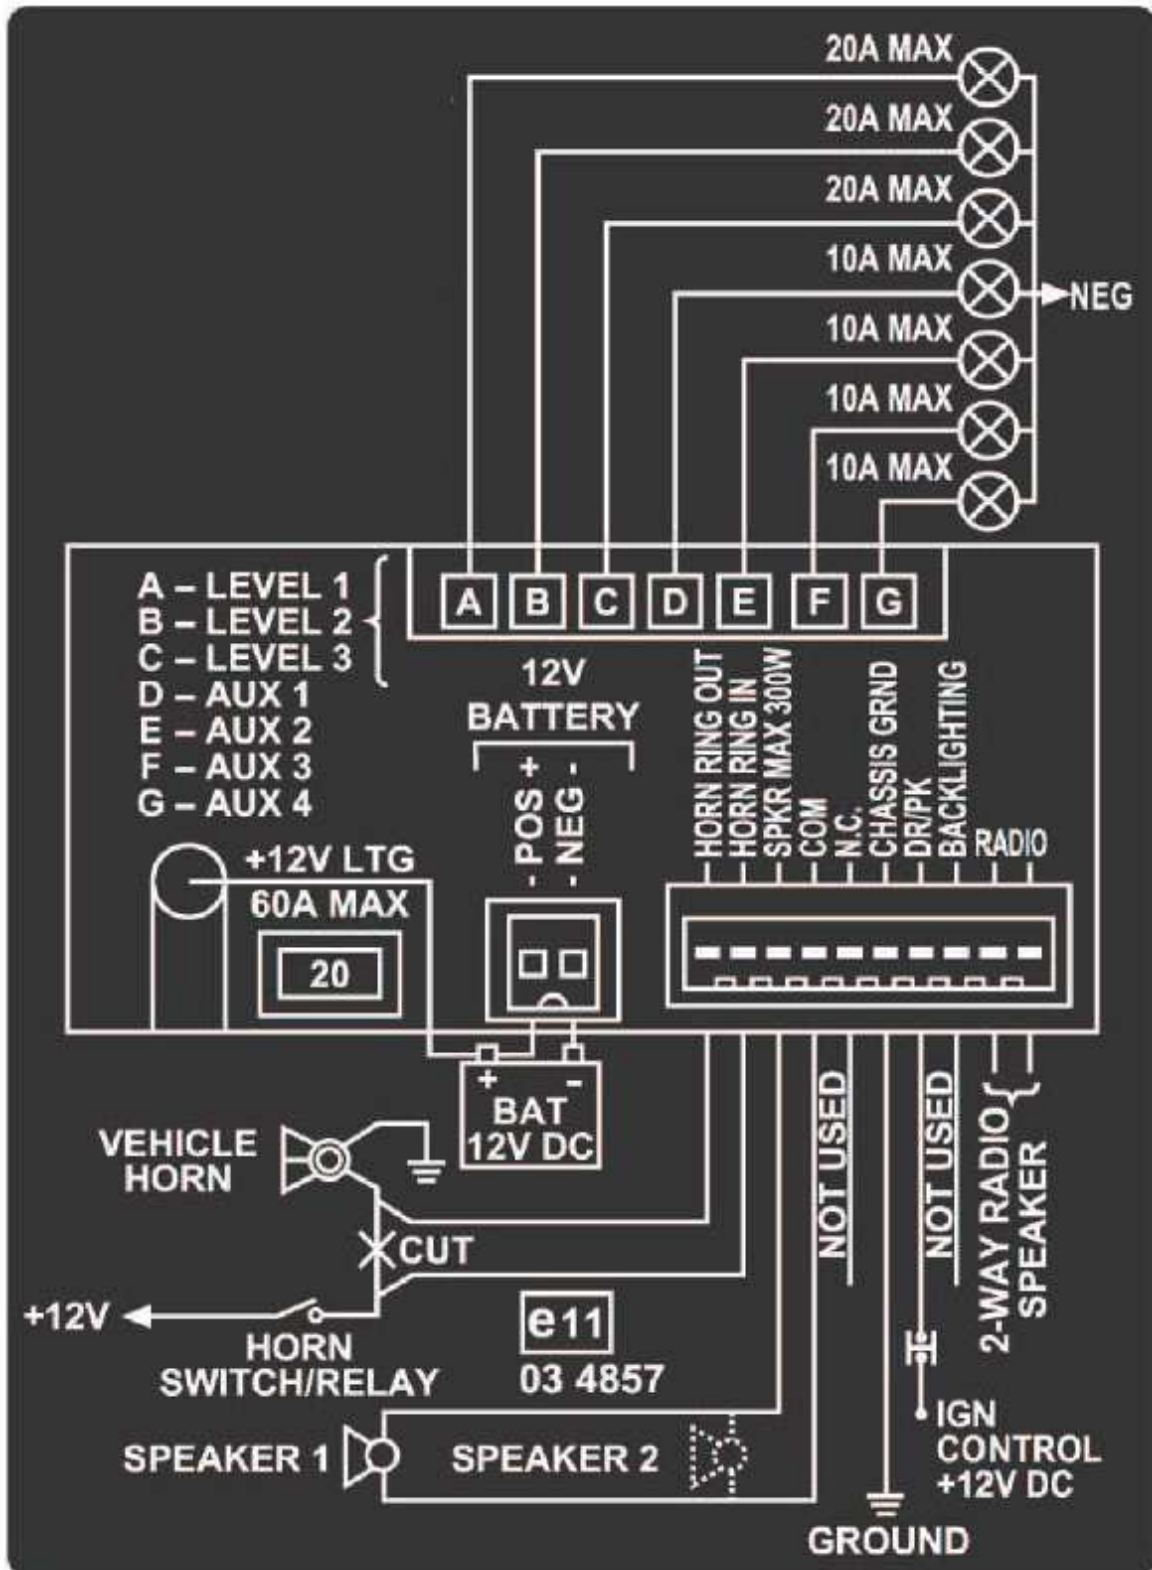 20A MAX
20A MAX
20A MAX
10A MAX
NEG
10A MAX
10A MAX
10A MAX
A – LEVEL 1
B – LEVEL 2
C – LEVEL 3
D – AUX 1
E – AUX 2
F – AUX 3
G – AUX 4
A B C D E F G
12V
BATTERY
- POS +
- NEG -
HORN RING OUT
HORN RING IN
SPKR MAX 300W
COM
N.C.
CHASSIS GRND
DR/PK
BACKLIGHTING
RADIO
+12V LTG
60A MAX
20
+ -
BAT
12V DC
VEHICLE
HORN
CUT
+12V
HORN
SWITCH/RELAY
e11
03 4857
NOT USED
NOT USED
2-WAY RADIO
SPEAKER
SPEAKER 1
SPEAKER 2
IGN
CONTROL
+12V DC
GROUND